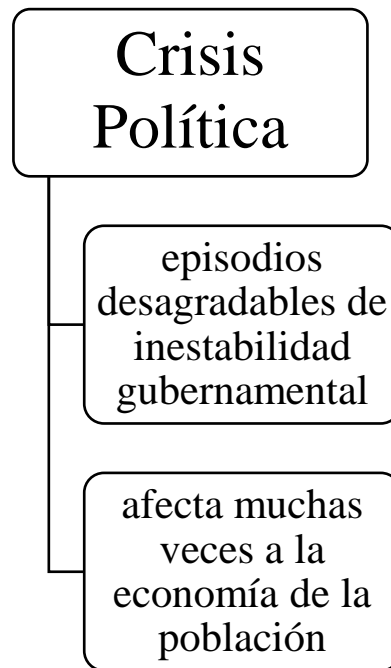 Crisis
Política
episodios
desagradables de
inestabilidad
gubernamental
afecta muchas
veces a la
economía de la
población